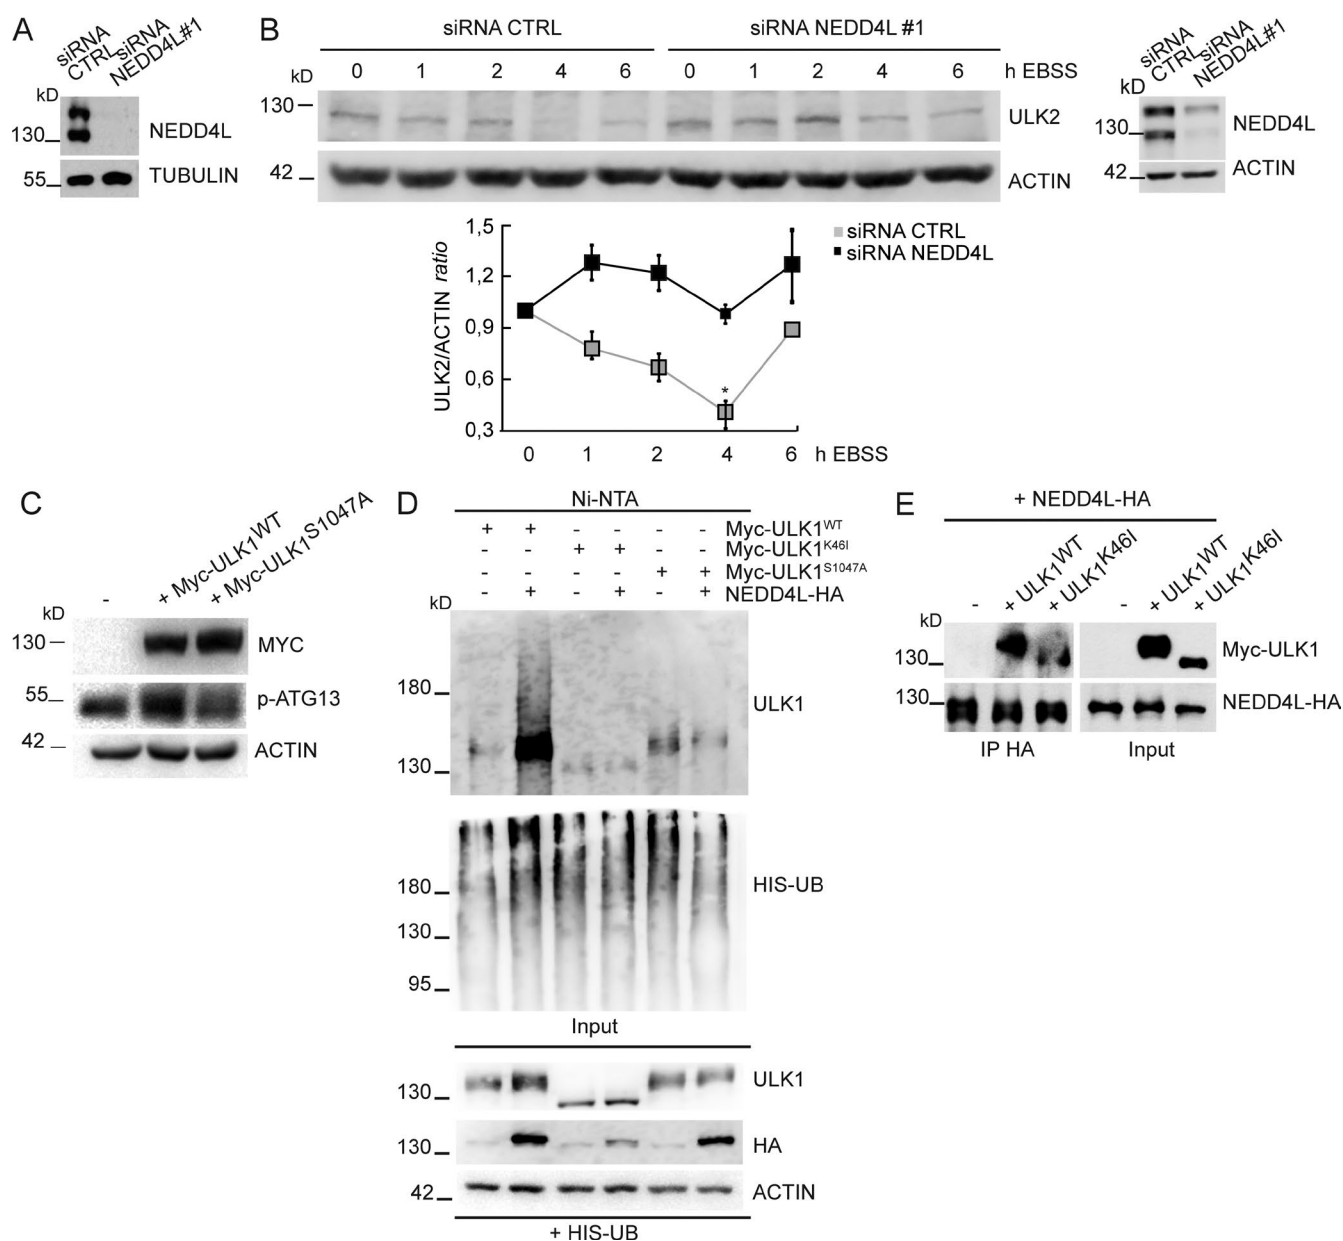 A
siRNA CTRL
siRNA NEDD4L#1
kD
130
NEDD4L
55
TUBULIN
B
siRNA CTRL
siRNA NEDD4L #1
kD
0 1 2 4 6 0 1 2 4 6 h EBSS
130
ULK2
42
ACTIN
siRNA CTRL
siRNA NEDD4L#1
kD
130
NEDD4L
42
ACTIN
1,5
1,2
0,9
0,6
0,3
ULK2/ACTIN ratio
siRNA CTRL
siRNA NEDD4L
*
0 1 2 4 6 h EBSS
C
- + Myc-ULK1WT + Myc-ULK1S1047A
kD
130
MYC
55
p-ATG13
42
ACTIN
D
Ni-NTA
+ + - - - - Myc-ULK1WT
- - + + - - Myc-ULK1K46I
- - - - + + Myc-ULK1S1047A
- + - + - + NEDD4L-HA
kD
180
ULK1
130
HIS-UB
180
130
95
Input
ULK1
130
HA
130
42
ACTIN
+ HIS-UB
E
+ NEDD4L-HA
- + ULK1WT + ULK1K46I - + ULK1WT + ULK1K46I
kD
130
Myc-ULK1
130
NEDD4L-HA
IP HA
Input